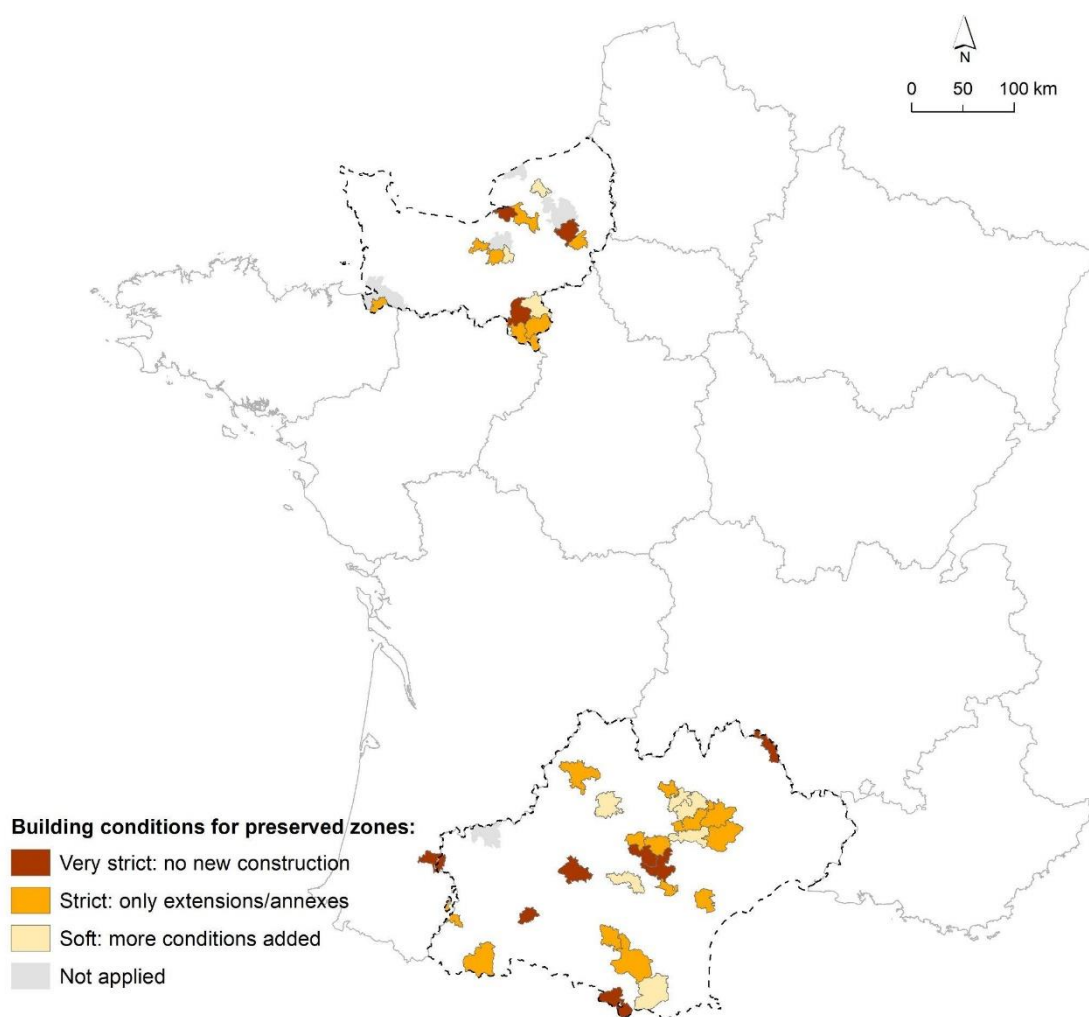 N
0 50 100 km
Building conditions for preserved zones:
Very strict: no new construction
Strict: only extensions/annexes
Soft: more conditions added
Not applied